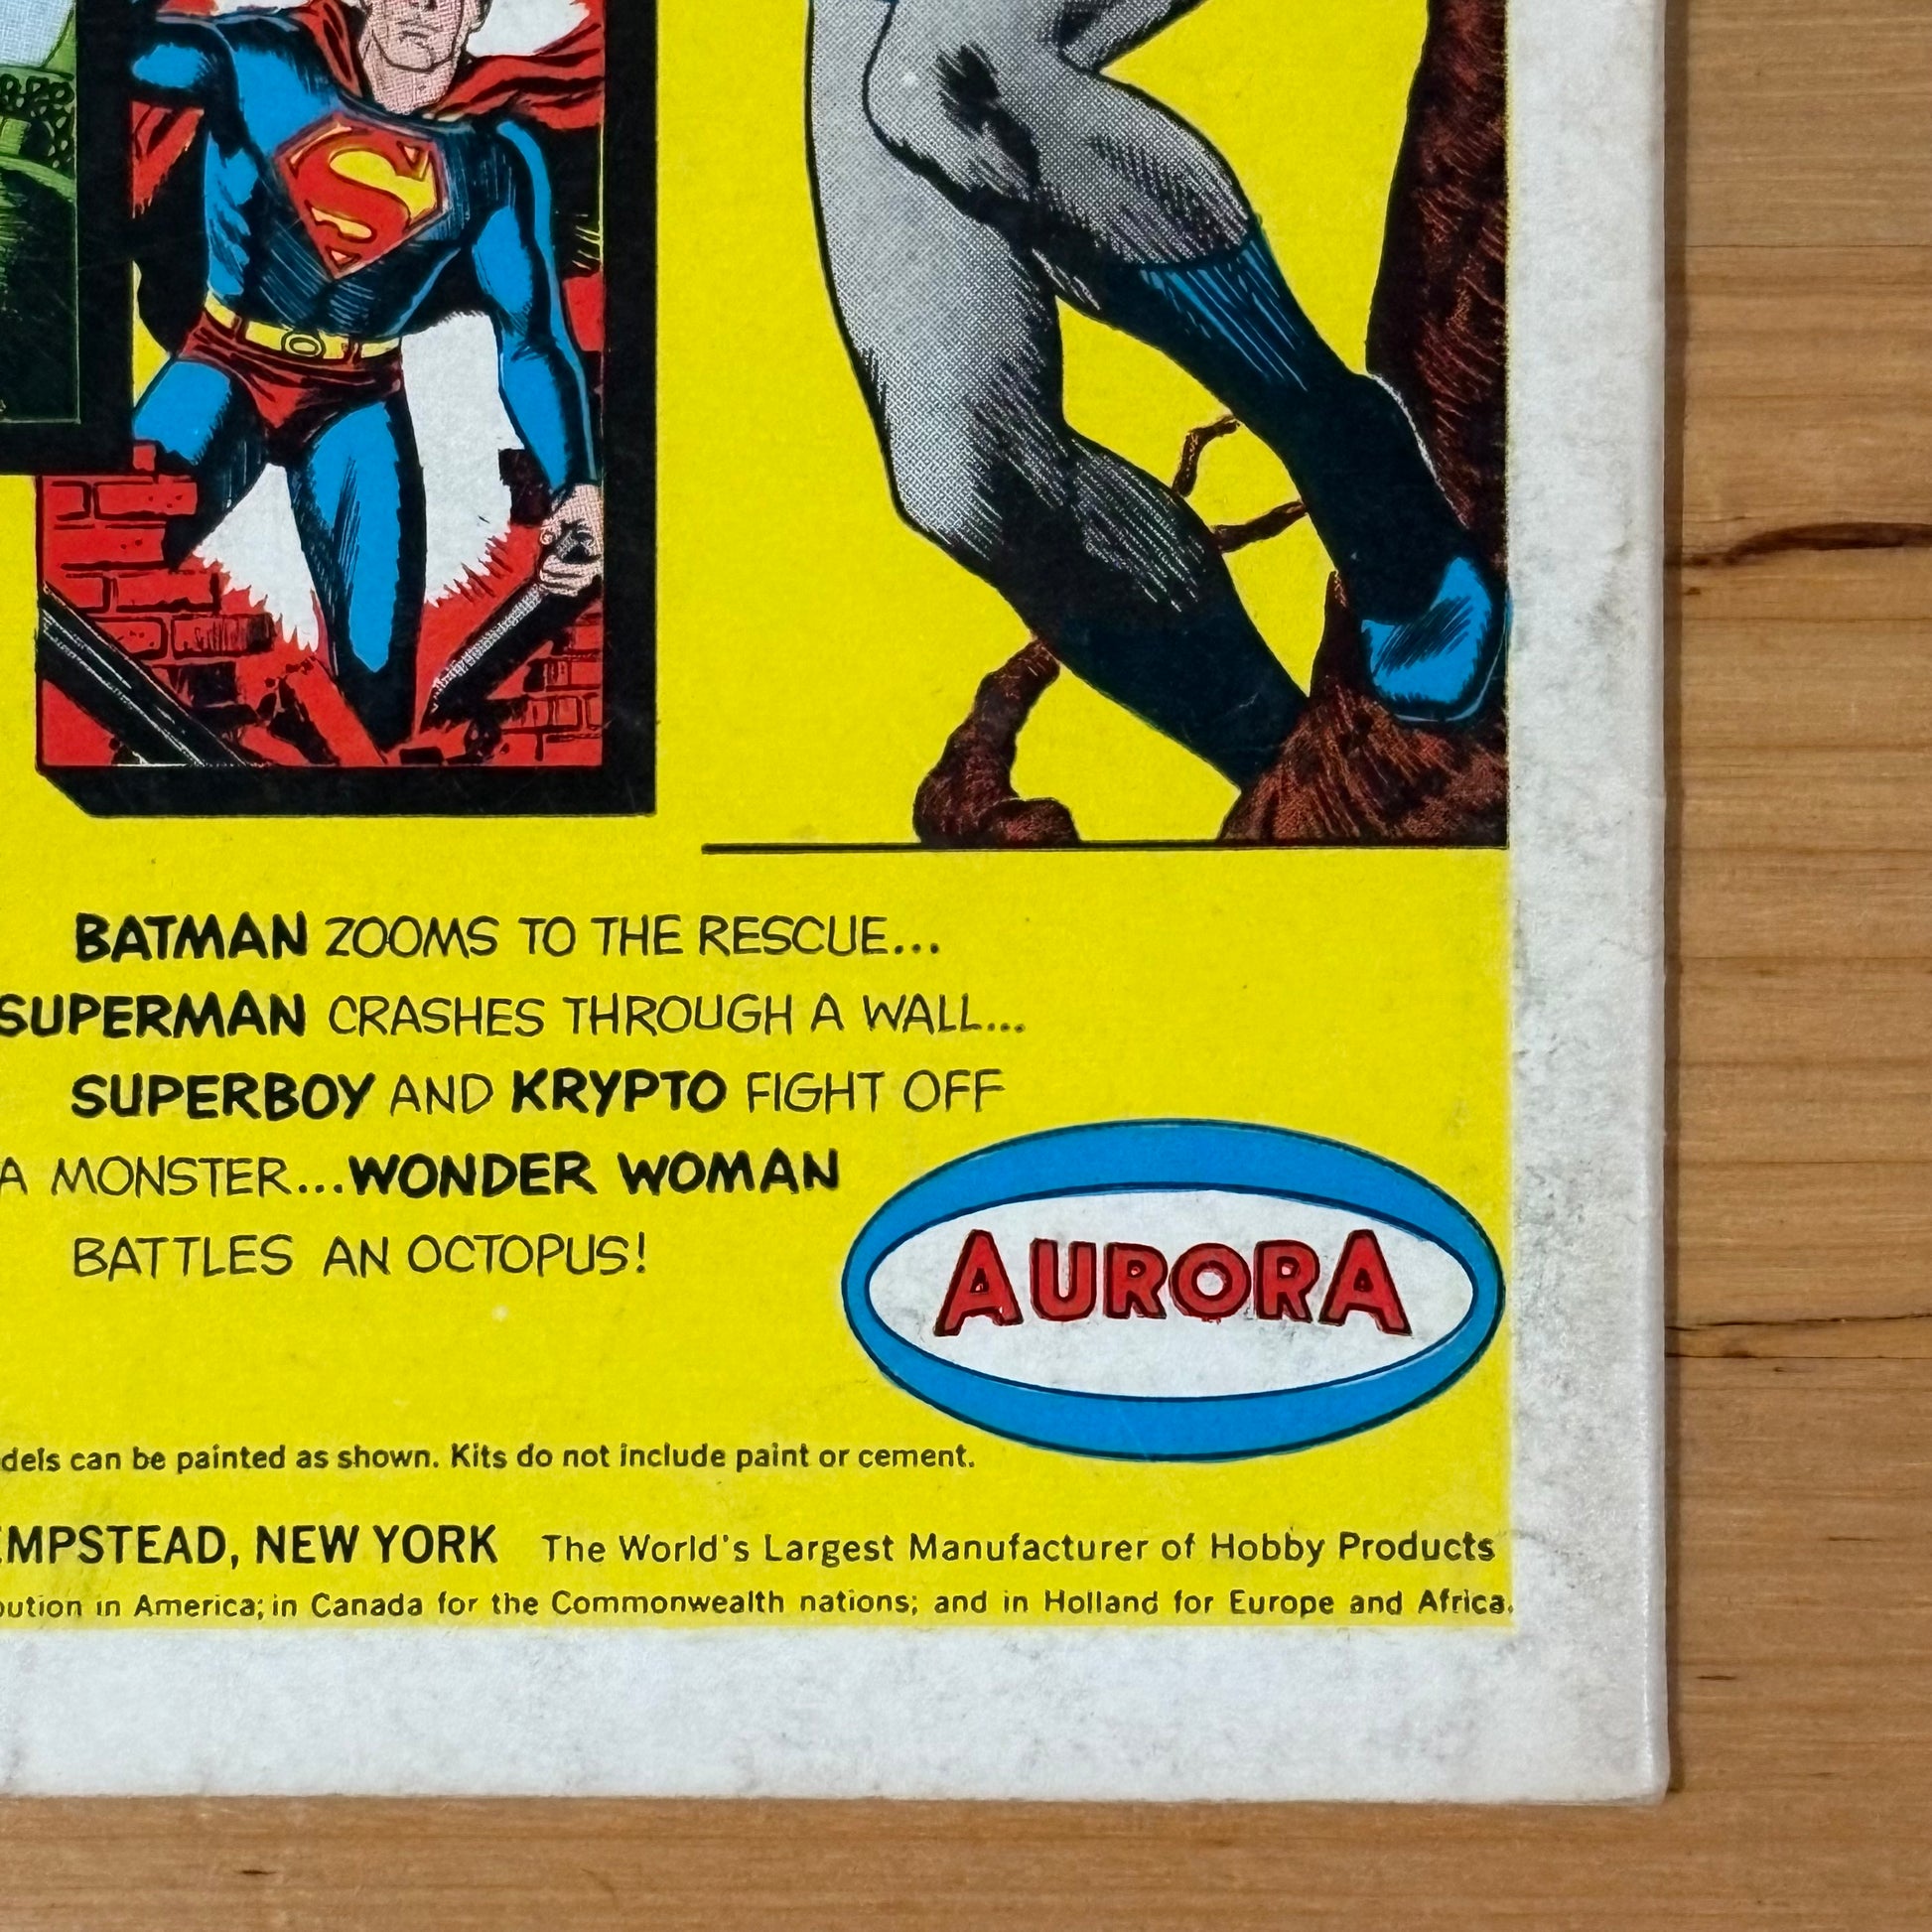 S
BATMAN ZOOMS TO THE RESCUE...
SUPERMAN CRASHES THROUGH A WALL...
SUPERBOY AND KRYPTO FIGHT OFF
A MONSTER...WONDER WOMAN
BATTLES AN OCTOPUS!
AURORA
dels can be painted as shown. Kits do not include paint or cement.
EMPSTEAD, NEW YORK The World's Largest Manufacturer of Hobby Products
bution in America; in Canada for the Commonwealth nations; and in Holland for Europe and Africa.